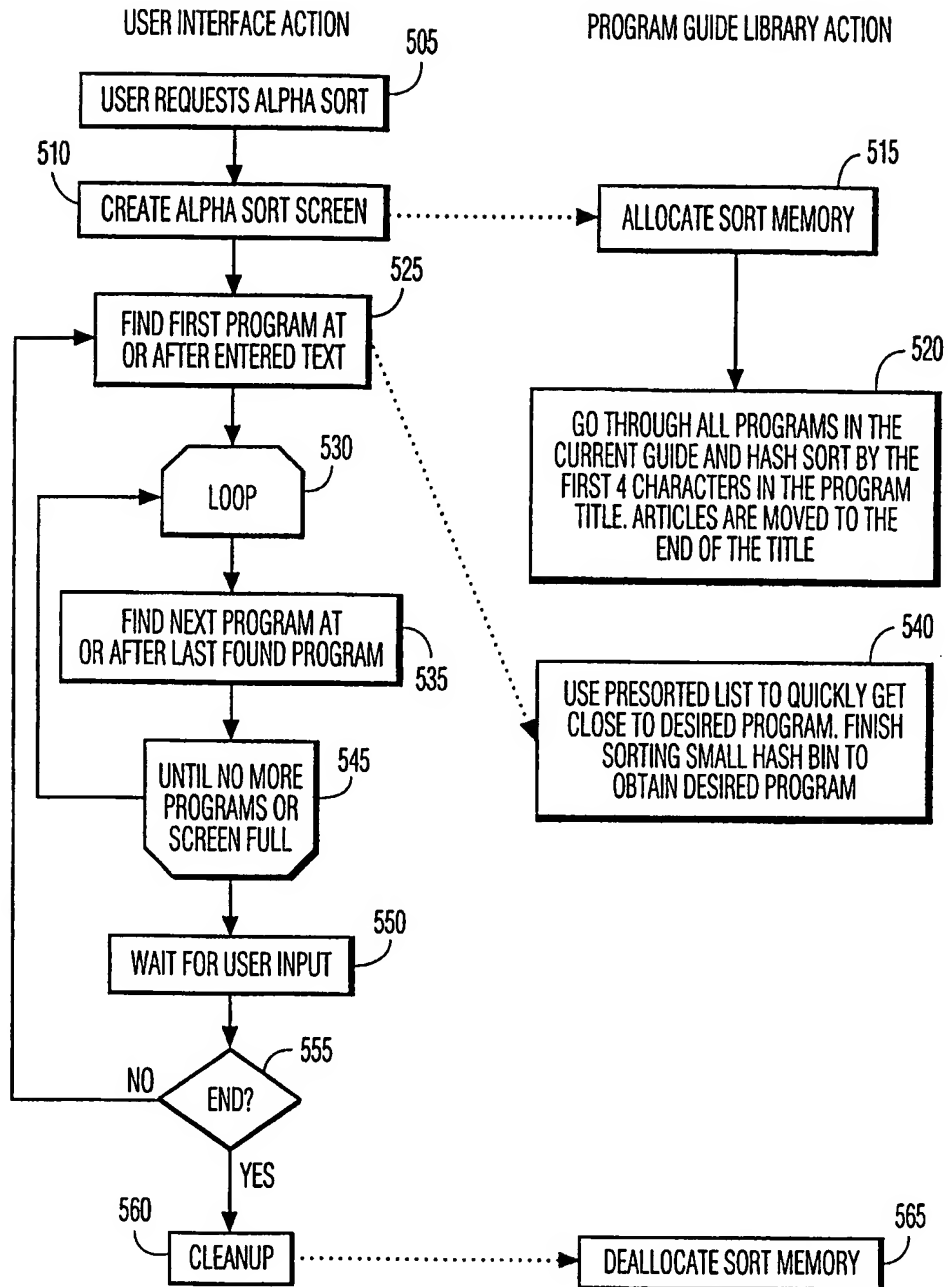 USER INTERFACE ACTION
PROGRAM GUIDE LIBRARY ACTION
505
USER REQUESTS ALPHA SORT
510
CREATE ALPHA SORT SCREEN
515
ALLOCATE SORT MEMORY
525
FIND FIRST PROGRAM AT
OR AFTER ENTERED TEXT
520
GO THROUGH ALL PROGRAMS IN THE
CURRENT GUIDE AND HASH SORT BY THE
FIRST 4 CHARACTERS IN THE PROGRAM
TITLE. ARTICLES ARE MOVED TO THE
END OF THE TITLE
530
LOOP
FIND NEXT PROGRAM AT
OR AFTER LAST FOUND PROGRAM
535
540
USE PRESORTED LIST TO QUICKLY GET
CLOSE TO DESIRED PROGRAM. FINISH
SORTING SMALL HASH BIN TO
OBTAIN DESIRED PROGRAM
545
UNTIL NO MORE
PROGRAMS OR
SCREEN FULL
550
WAIT FOR USER INPUT
555
END?
NO
YES
560
CLEANUP
565
DEALLOCATE SORT MEMORY